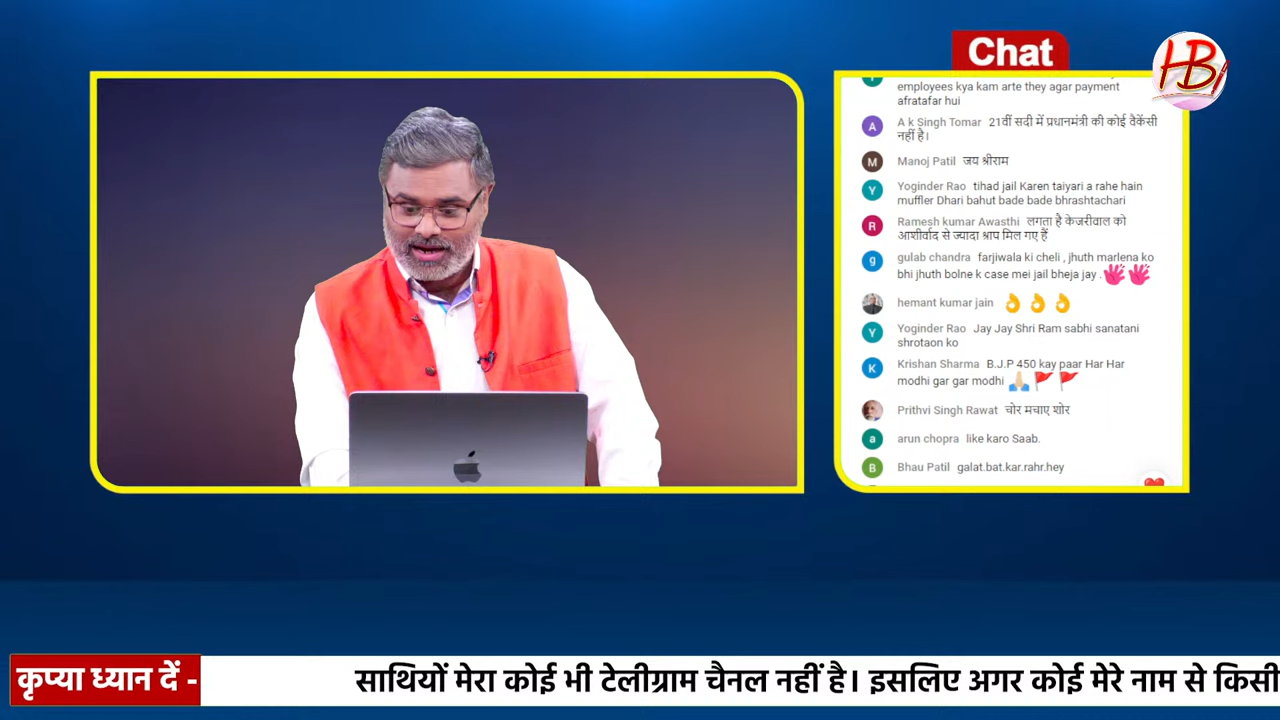 Chat
HBI
employees kya kam arte they agar payment
afratafar hui
A A k Singh Tomar 21वीं सदी में प्रधानमंत्री की कोई वैकेंसी
नहीं है।
M Manoj Patil जय श्रीराम
Y Yoginder Rao tihad jail Karen taiyari a rahe hain
muffler Dhari bahut bade bade bhrashtachari
R Ramesh kumar Awasthi लगता है केजरीवाल को
आशीर्वाद से ज्यादा श्राप मिल गए हैं
g gulab chandra farjiwala ki cheli , jhuth marlena ko
bhi jhuth bolne k case mei jail bheja jay .
hemant kumar jain
Y Yoginder Rao Jay Jay Shri Ram sabhi sanatani
shrotaon ko
K Krishan Sharma B.J.P 450 kay paar Har Har
modhi gar gar modhi
Prithvi Singh Rawat चोर मचाए शोर
a arun chopra like karo Saab.
B Bhau Patil galat.bat.kar.rahr.hey
कृप्या ध्यान दें -
साथियों मेरा कोई भी टेलीग्राम चैनल नहीं है। इसलिए अगर कोई मेरे नाम से किसी